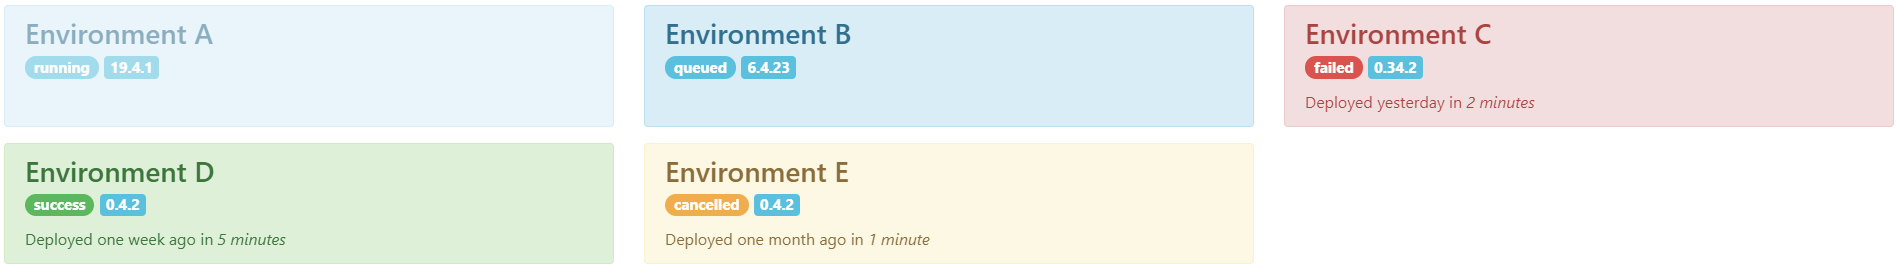 Environment A
running 19.4.1
Environment B
queued 6.4.23
Environment C
failed 0.34.2
Deployed yesterday in 2 minutes
Environment D
success 0.4.2
Deployed one week ago in 5 minutes
Environment E
cancelled 0.4.2
Deployed one month ago in 1 minute